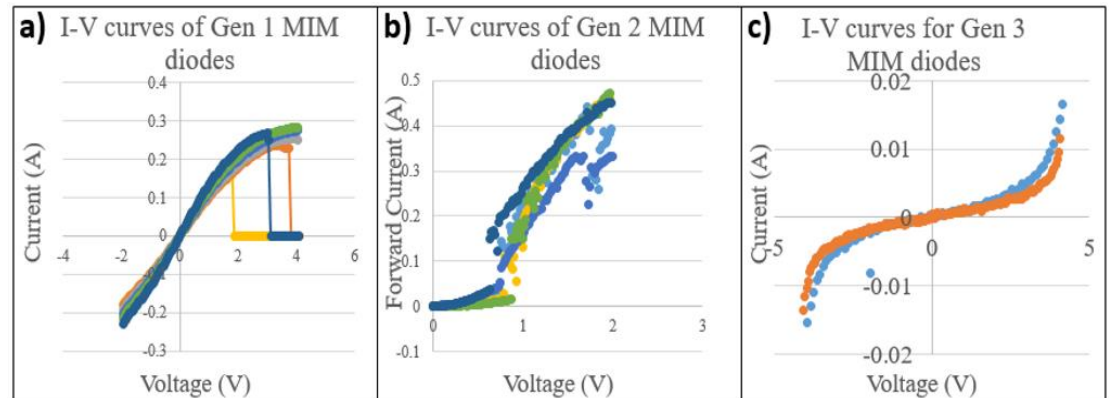 a) I-V curves of Gen 1 MIM
diodes
Current (A)
0.4
0.3
0.2
0.1
0
-0.1
-0.2
-0.3
-4
-2
0
2
4
6
Voltage (V)
b) I-V curves of Gen 2 MIM
diodes
Forward Current (A)
0.5
0.4
0.3
0.2
0.1
0
-0.1
0
1
2
3
Voltage (V)
c) I-V curves for Gen 3
MIM diodes
Current (A)
0.02
0.01
0
-0.01
-0.02
-5
0
5
Voltage (V)